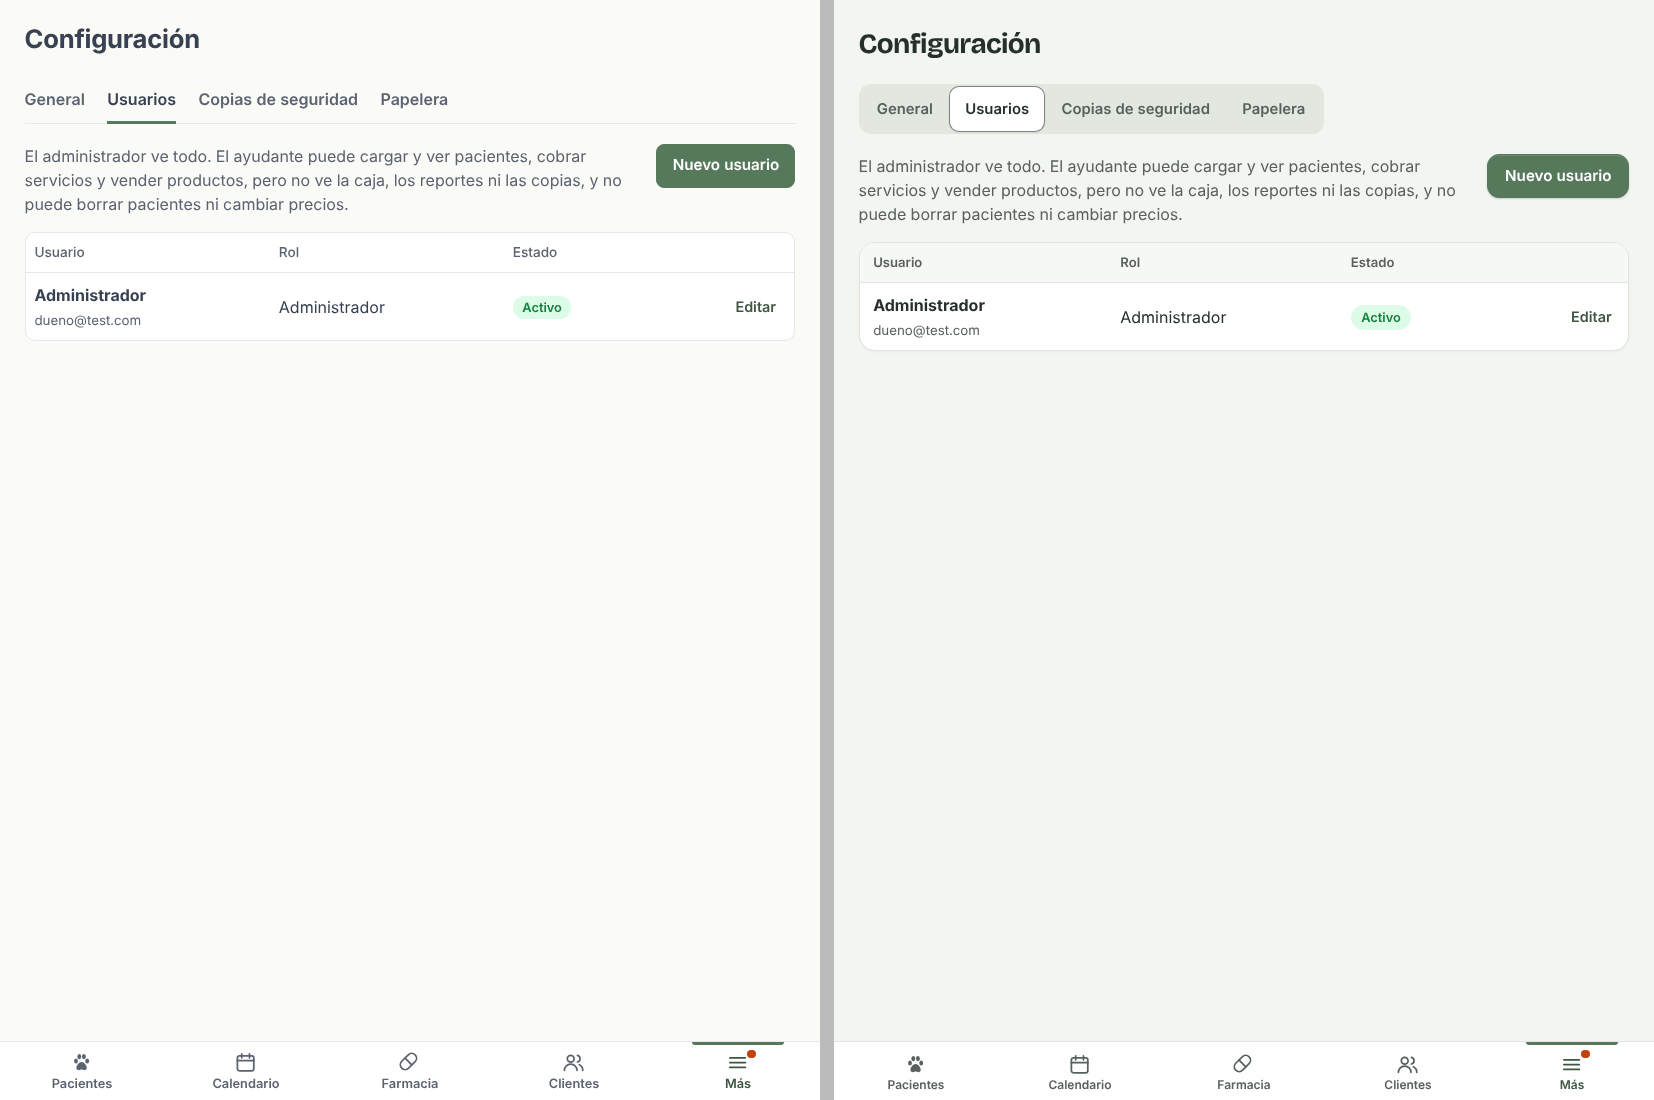 Configuración
General Usuarios Copias de seguridad Papelera
El administrador ve todo. El ayudante puede cargar y ver pacientes, cobrar
servicios y vender productos, pero no ve la caja, los reportes ni las copias, y no
puede borrar pacientes ni cambiar precios.
Nuevo usuario
Usuario Rol Estado
Administrador
dueno@test.com
Administrador Activo Editar
Pacientes Calendario Farmacia Clientes Más
Configuración
General Usuarios Copias de seguridad Papelera
El administrador ve todo. El ayudante puede cargar y ver pacientes, cobrar
servicios y vender productos, pero no ve la caja, los reportes ni las copias, y no
puede borrar pacientes ni cambiar precios.
Nuevo usuario
Usuario Rol Estado
Administrador
dueno@test.com
Administrador Activo Editar
Pacientes Calendario Farmacia Clientes Más